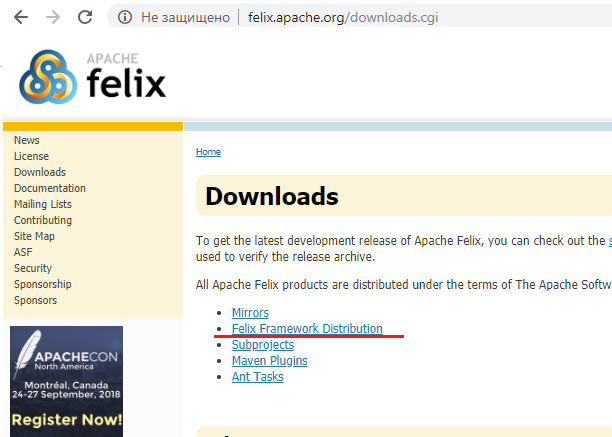 Не защищено | felix.apache.org/downloads.cgi
APACHE
felix
News
License
Downloads
Documentation
Mailing Lists
Contributing
Site Map
ASF
Security
Sponsorship
Sponsors
APACHECON
North America
Montréal, Canada
24-27 September, 2018
Register Now!
Home
Downloads
To get the latest development release of Apache Felix, you can check out the
used to verify the release archive.
All Apache Felix products are distributed under the terms of The Apache Softw
Mirrors
Felix Framework Distribution
Subprojects
Maven Plugins
Ant Tasks